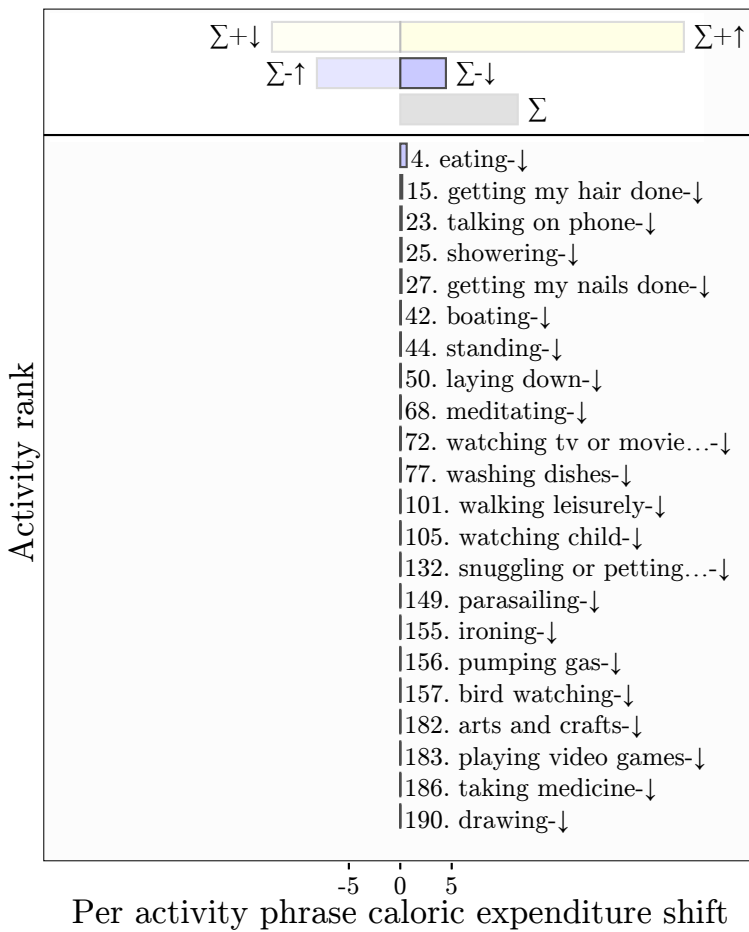 Σ+↓ Σ+↑
Σ-↑ Σ-↓
Σ
4. eating-↓
15. getting my hair done-↓
23. talking on phone-↓
25. showering-↓
27. getting my nails done-↓
42. boating-↓
44. standing-↓
50. laying down-↓
68. meditating-↓
72. watching tv or movie...-↓
77. washing dishes-↓
101. walking leisurely-↓
105. watching child-↓
132. snuggling or petting...-↓
149. parasailing-↓
155. ironing-↓
156. pumping gas-↓
157. bird watching-↓
182. arts and crafts-↓
183. playing video games-↓
186. taking medicine-↓
190. drawing-↓
Activity rank
-5 0 5
Per activity phrase caloric expenditure shift